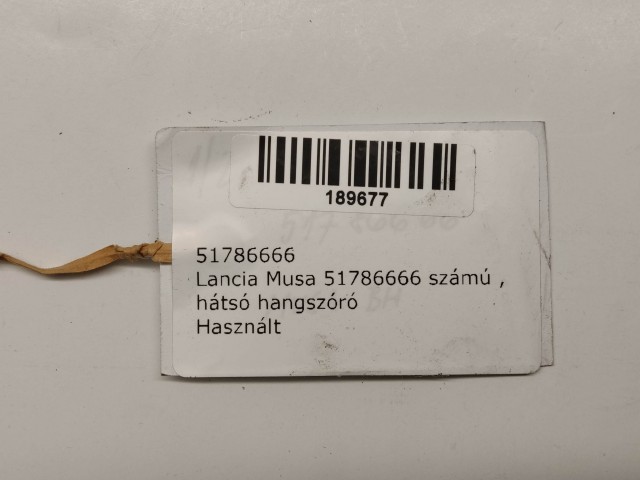 189677
51786666
Lancia Musa 51786666 számú ,
hátsó hangszóró
Használt